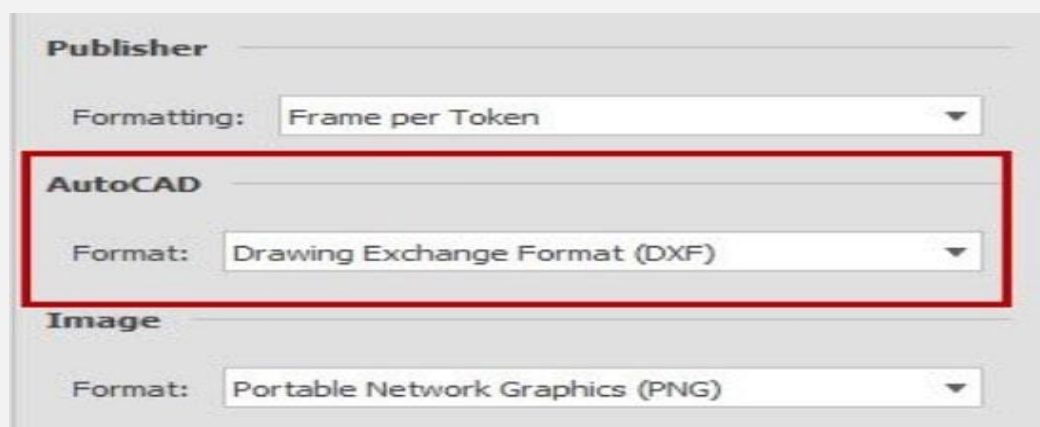 Publisher
Formatting: Frame per Token
AutoCAD
Format: Drawing Exchange Format (DXF)
Image
Format: Portable Network Graphics (PNG)